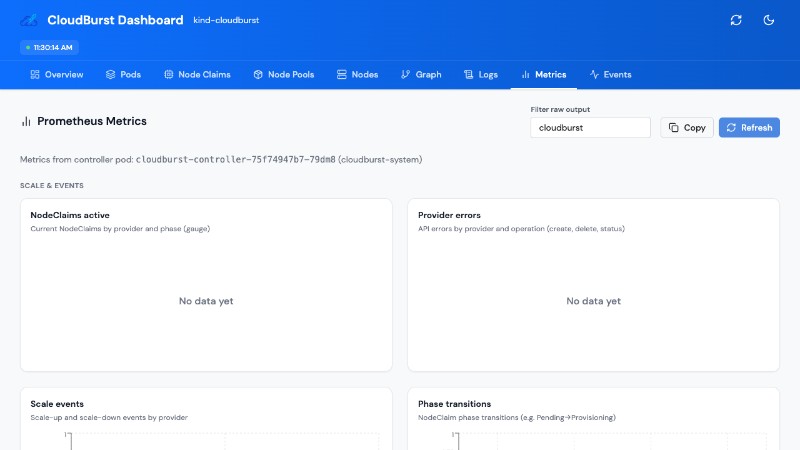 CloudBurst Dashboard kind-cloudburst
11:30:14 AM
Overview Pods Node Claims Node Pools Nodes Graph Logs Metrics Events
Filter raw output
Prometheus Metrics
cloudburst Copy Refresh
Metrics from controller pod: cloudburst-controller-75f74947b7-79dm8 (cloudburst-system)
SCALE & EVENTS
NodeClaims active
Current NodeClaims by provider and phase (gauge)
No data yet
Provider errors
API errors by provider and operation (create, delete, status)
No data yet
Scale events
Scale-up and scale-down events by provider
1
Phase transitions
NodeClaim phase transitions (e.g. Pending→Provisioning)
1